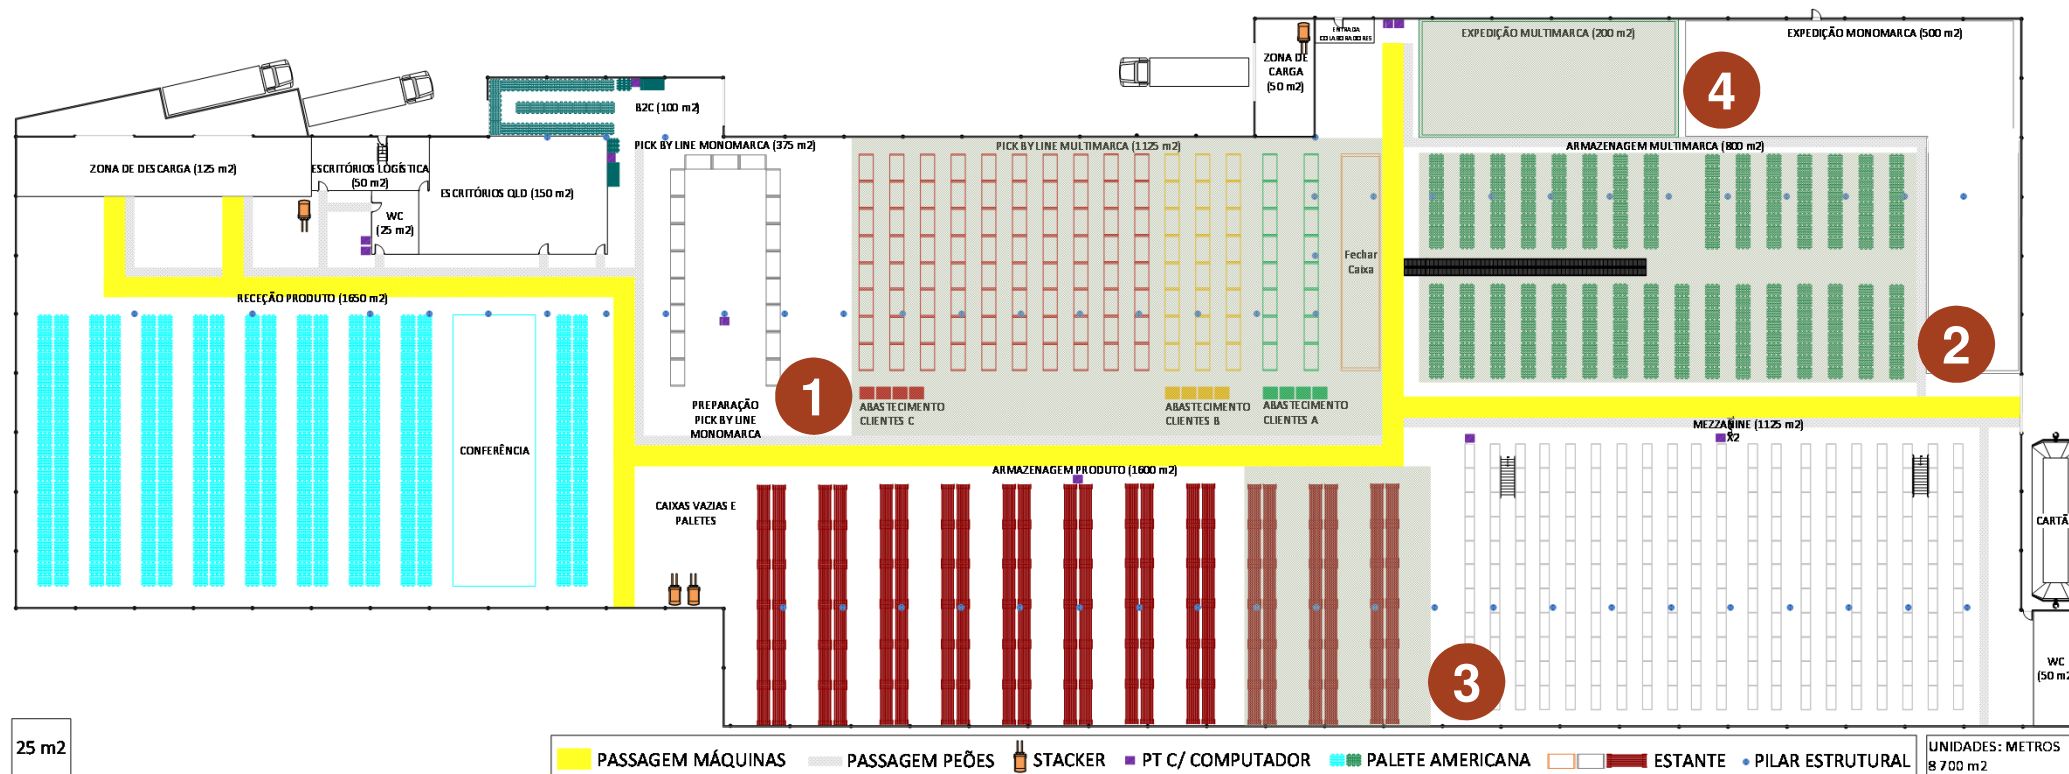 ENTRADA
COLABORADORES
EXPEDIÇÃO MULTIMARCA (200 m2)
EXPEDIÇÃO MONOMARCA (500 m2)
ZONA DE
CARGA
(50 m2)
4
B2C (100 m2)
PICK BY LINE MONOMARCA (375 m2)
PICK BY LINE MULTIMARCA (1125 m2)
ARMAZENAGEM MULTIMARCA (800 m2)
ZONA DE DESCARGA (125 m2)
ESCRITÓRIOS LOGÍSTICA
(50 m2)
ESCRITÓRIOS QLD (150 m2)
WC
(25 m2)
Fechar
Caixa
RECEÇÃO PRODUTO (1650 m2)
2
1
PREPARAÇÃO
PICK BY LINE
MONOMARCA
ABASTECIMENTO
CLIENTES C
ABASTECIMENTO
CLIENTES B
ABASTECIMENTO
CLIENTES A
MEZZANINE (1125 m2)
X2
CONFERÊNCIA
ARMAZENAGEM PRODUTO (1600 m2)
CAIXAS VAZIAS E
PALETES
CARTÃ
3
WC
(50 m2
25 m2
PASSAGEM MÁQUINAS
PASSAGEM PEÕES
STACKER
PT C/ COMPUTADOR
PALETE AMERICANA
ESTANTE
PILAR ESTRUTURAL
UNIDADES: METROS
8 700 m2